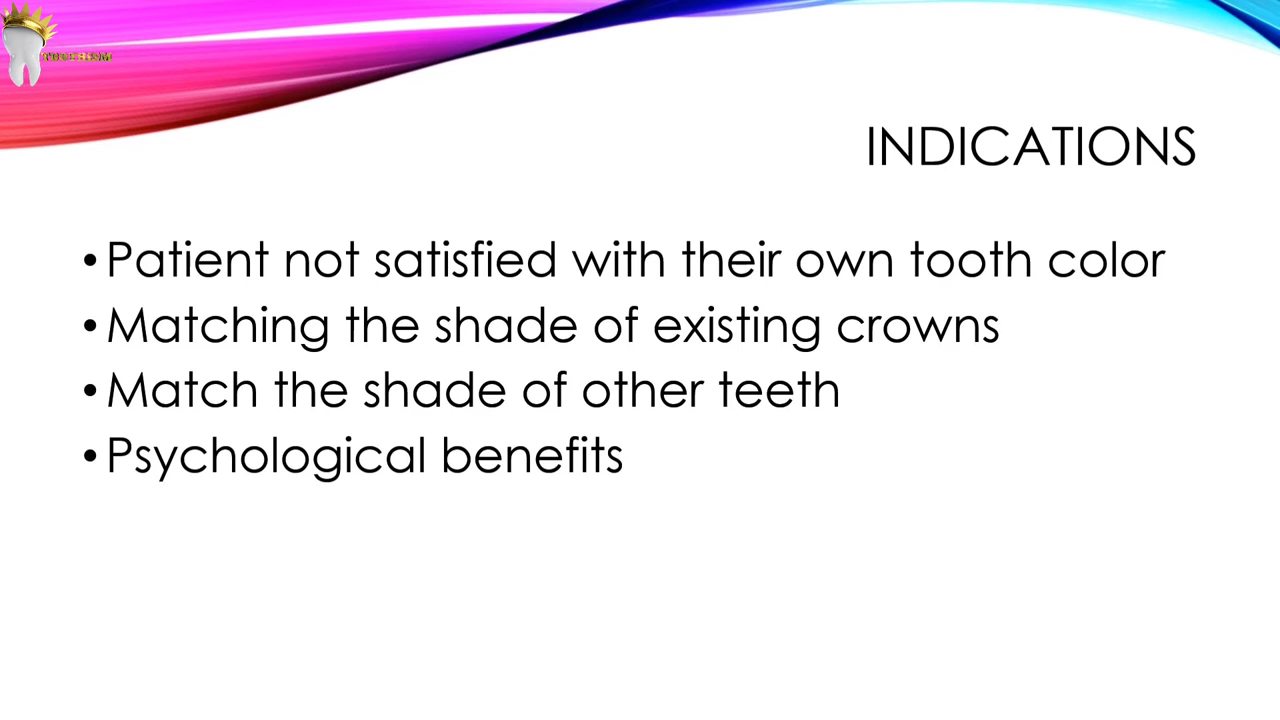 TOOTHISM
INDICATIONS
•Patient not satisfied with their own tooth color
•Matching the shade of existing crowns
•Match the shade of other teeth
•Psychological benefits